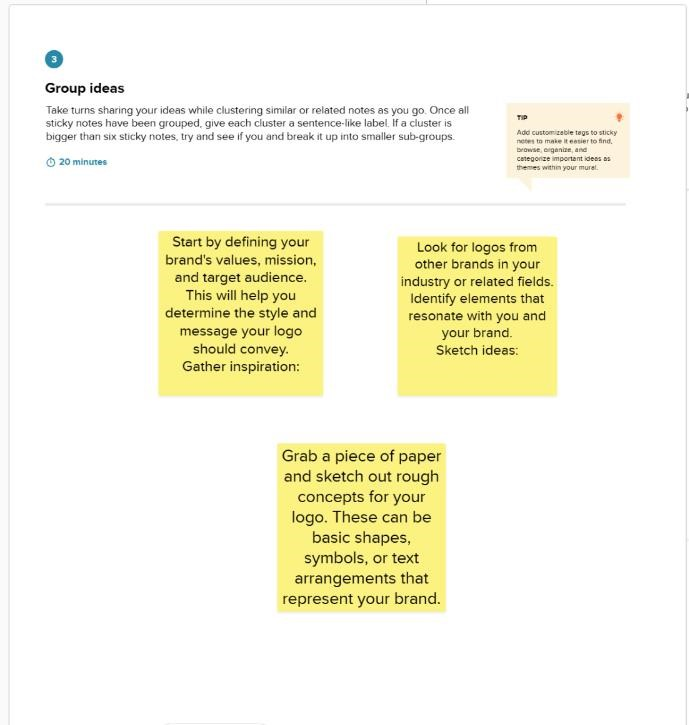 3
Group ideas
Take turns sharing your ideas while clustering similar or related notes as you go. Once all
sticky notes have been grouped, give each cluster a sentence-like label. If a cluster is
bigger than six sticky notes, try and see if you and break it up into smaller sub-groups.
20 minutes
TIP
Add customizable tags to sticky
notes to make it easier to find,
browse, organize, and
categorize important ideas as
themes within your mural.
Start by defining your
brand's values, mission,
and target audience.
This will help you
determine the style and
message your logo
should convey.
Gather inspiration:
Look for logos from
other brands in your
industry or related fields.
Identify elements that
resonate with you and
your brand.
Sketch ideas:
Grab a piece of paper
and sketch out rough
concepts for your
logo. These can be
basic shapes,
symbols, or text
arrangements that
represent your brand.